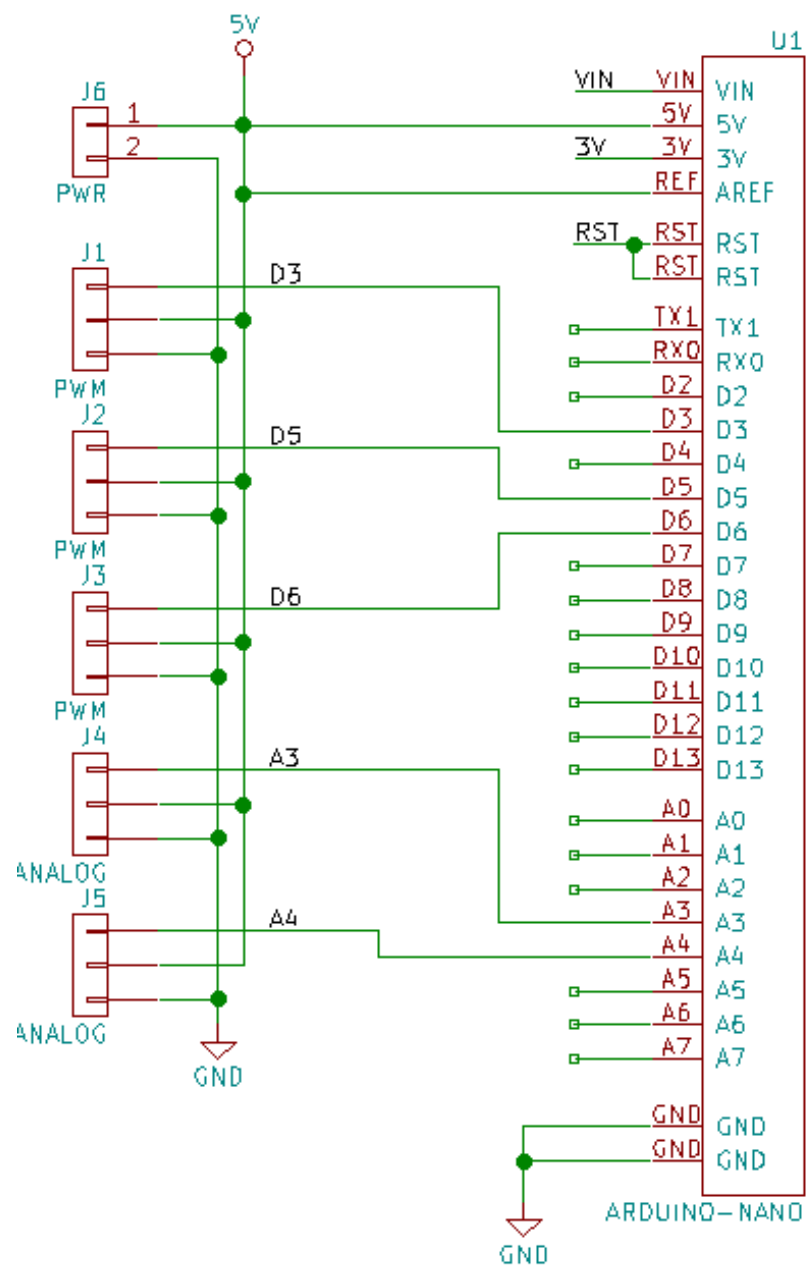 5V
U1
J6
1
2
PWR
J1
D3
PWM
J2
D5
PWM
J3
D6
PWM
J4
A3
ANALOG
J5
A4
ANALOG
GND
VIN VIN VIN
5V 5V
3V 3V 3V
REF AREF
RST RST RST
RST RST
TX1 TX1
RX0 RX0
D2 D2
D3 D3
D4 D4
D5 D5
D6 D6
D7 D7
D8 D8
D9 D9
D10 D10
D11 D11
D12 D12
D13 D13
A0 A0
A1 A1
A2 A2
A3 A3
A4 A4
A5 A5
A6 A6
A7 A7
GND GND
GND GND
ARDUINO-NANO
GND